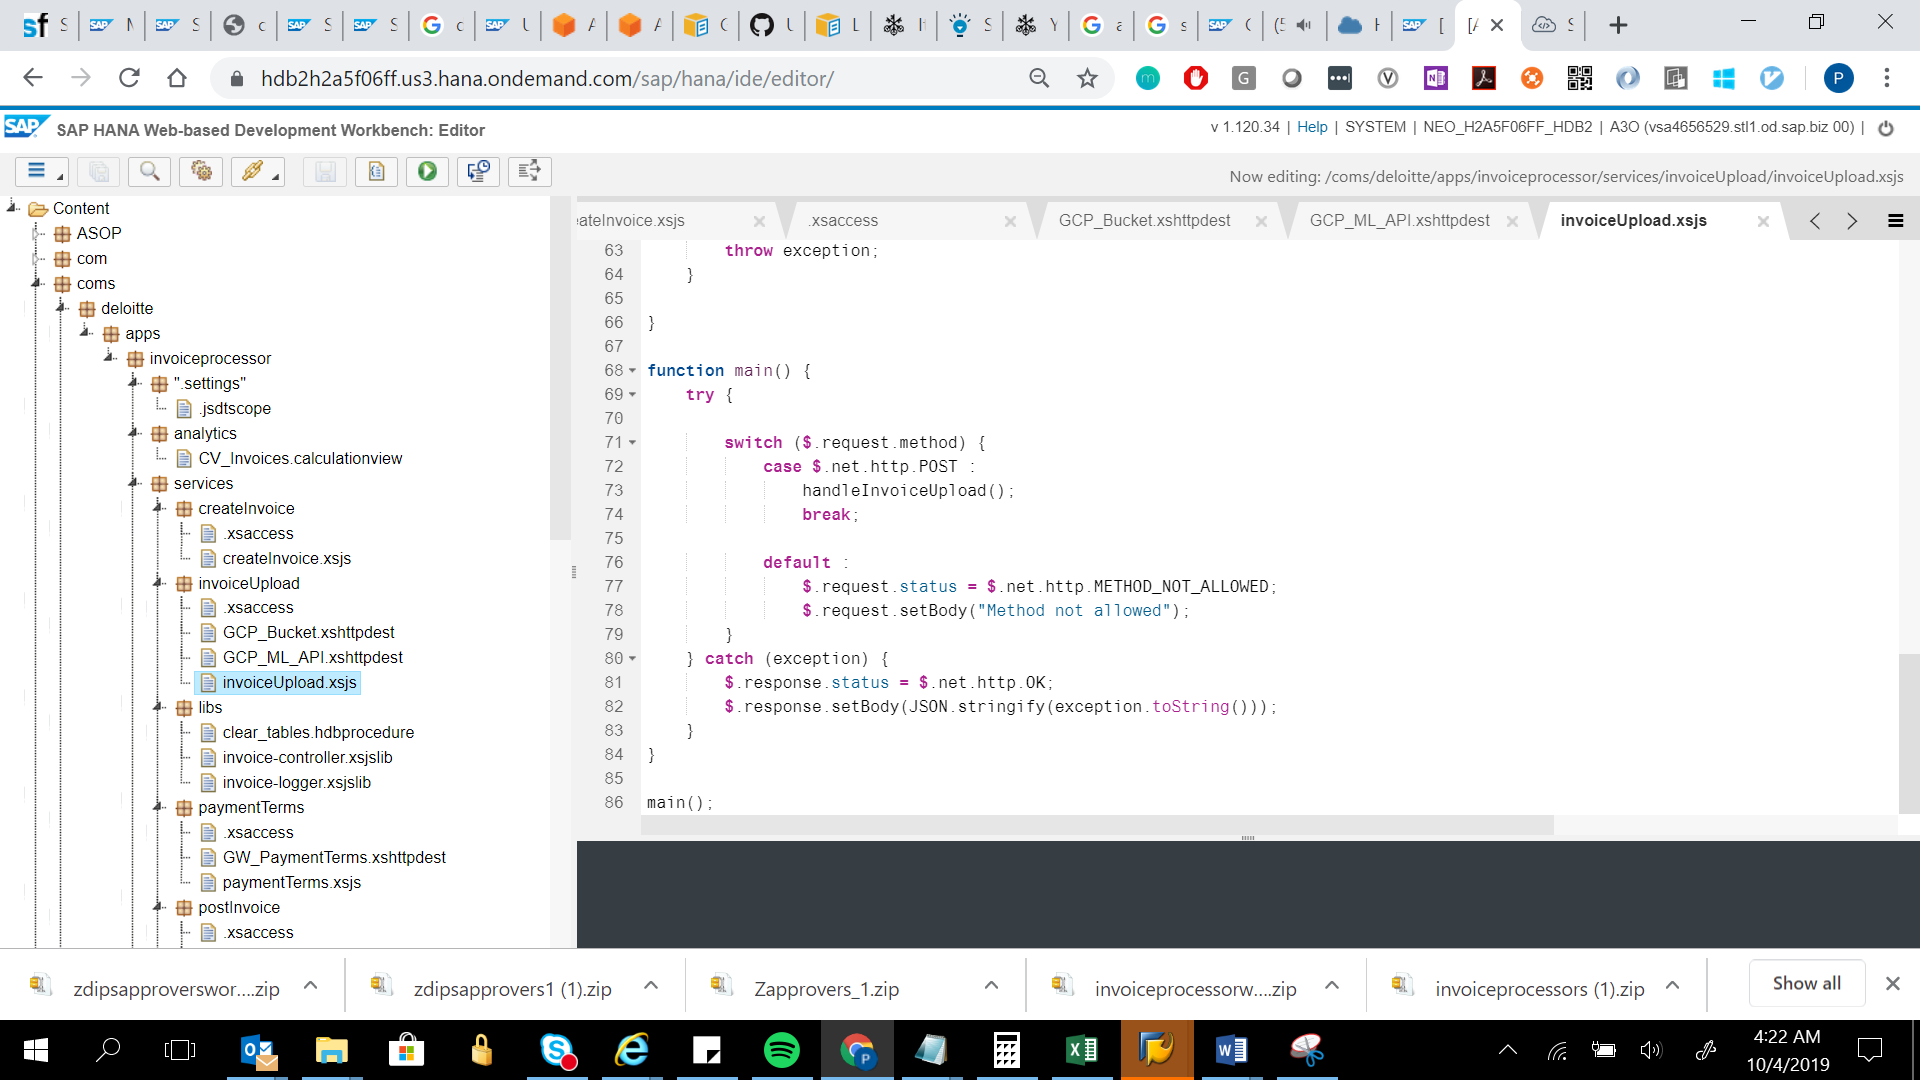 hdb2h2a5f06ff.us3.hana.ondemand.com/sap/hana/ide/editor/
SAP SAP HANA Web-based Development Workbench: Editor
v 1.120.34 | Help | SYSTEM | NEO_H2A5F06FF_HDB2 | A3O (vsa4656529.stl1.od.sap.biz 00) |
Now editing: /coms/deloitte/apps/invoiceprocessor/services/invoiceUpload/invoiceUpload.xsjs
Content
ASOP
com
coms
deloitte
apps
invoiceprocessor
".settings"
.jsdtscope
analytics
CV_Invoices.calculationview
services
createInvoice
.xsaccess
createInvoice.xsjs
invoiceUpload
.xsaccess
GCP_Bucket.xshttpdest
GCP_ML_API.xshttpdest
invoiceUpload.xsjs
libs
clear_tables.hdbprocedure
invoice-controller.xsjslib
invoice-logger.xsjslib
paymentTerms
.xsaccess
GW_PaymentTerms.xshttpdest
paymentTerms.xsjs
postInvoice
.xsaccess
eateInvoice.xsjs
.xsaccess
GCP_Bucket.xshttpdest
GCP_ML_API.xshttpdest
invoiceUpload.xsjs
63 throw exception;
64 }
65
66 }
67
68 function main() {
69 try {
70
71 switch ($.request.method) {
72 case $.net.http.POST :
73 handleInvoiceUpload();
74 break;
75
76 default :
77 $.request.status = $.net.http.METHOD_NOT_ALLOWED;
78 $.request.setBody("Method not allowed");
79 }
80 } catch (exception) {
81 $.response.status = $.net.http.OK;
82 $.response.setBody(JSON.stringify(exception.toString()));
83 }
84 }
85
86 main();
zdipsapproverswor....zip
zdipsapprovers1 (1).zip
Zapprovers_1.zip
invoiceprocessorw....zip
invoiceprocessors (1).zip
Show all
4:22 AM
10/4/2019